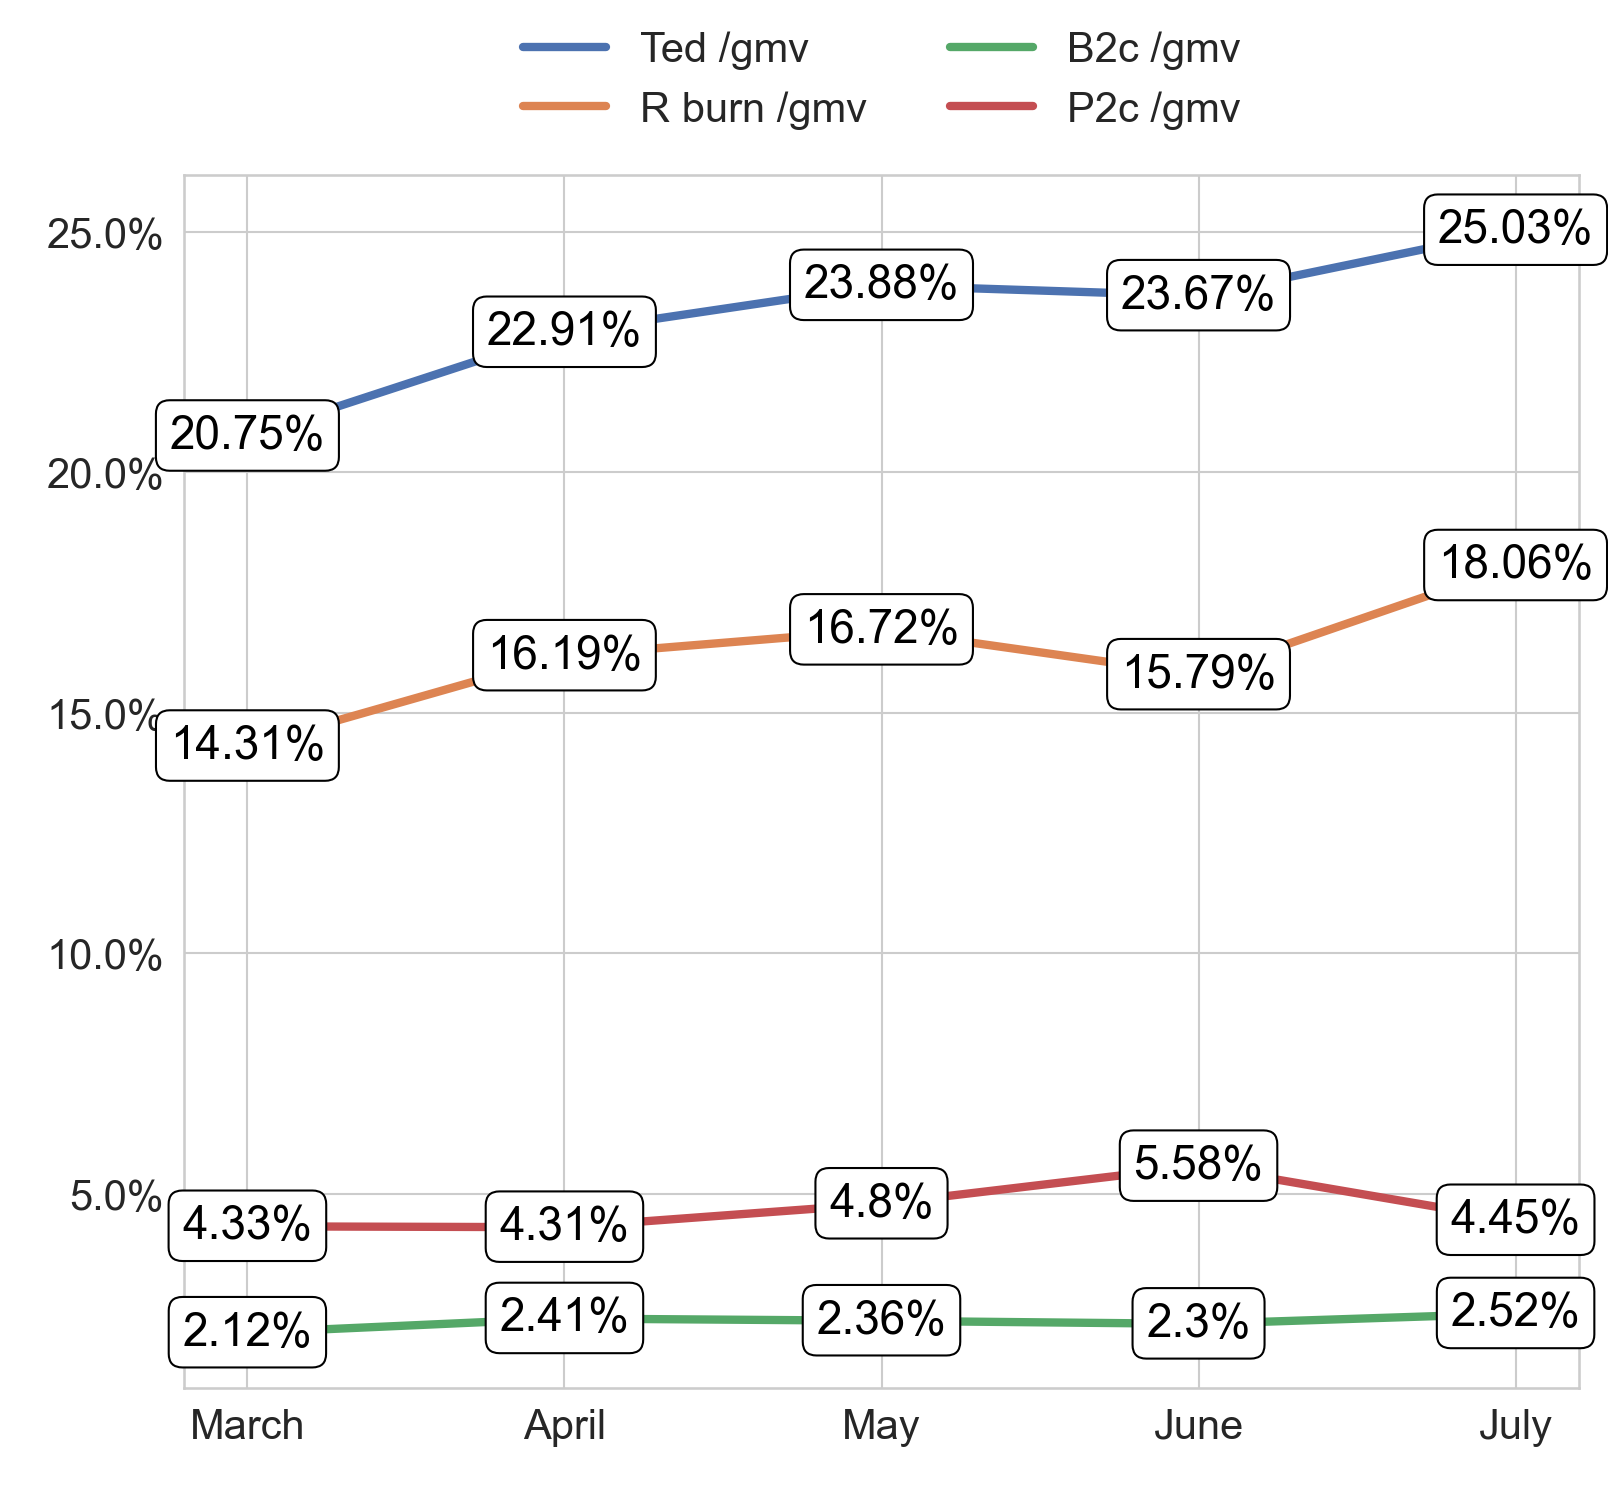 Ted /gmv
R burn /gmv
B2c /gmv
P2c /gmv
25.0%
20.0%
15.0%
10.0%
5.0%
20.75%
22.91%
23.88%
23.67%
25.03%
14.31%
16.19%
16.72%
15.79%
18.06%
4.33%
4.31%
4.8%
5.58%
4.45%
2.12%
2.41%
2.36%
2.3%
2.52%
March
April
May
June
July